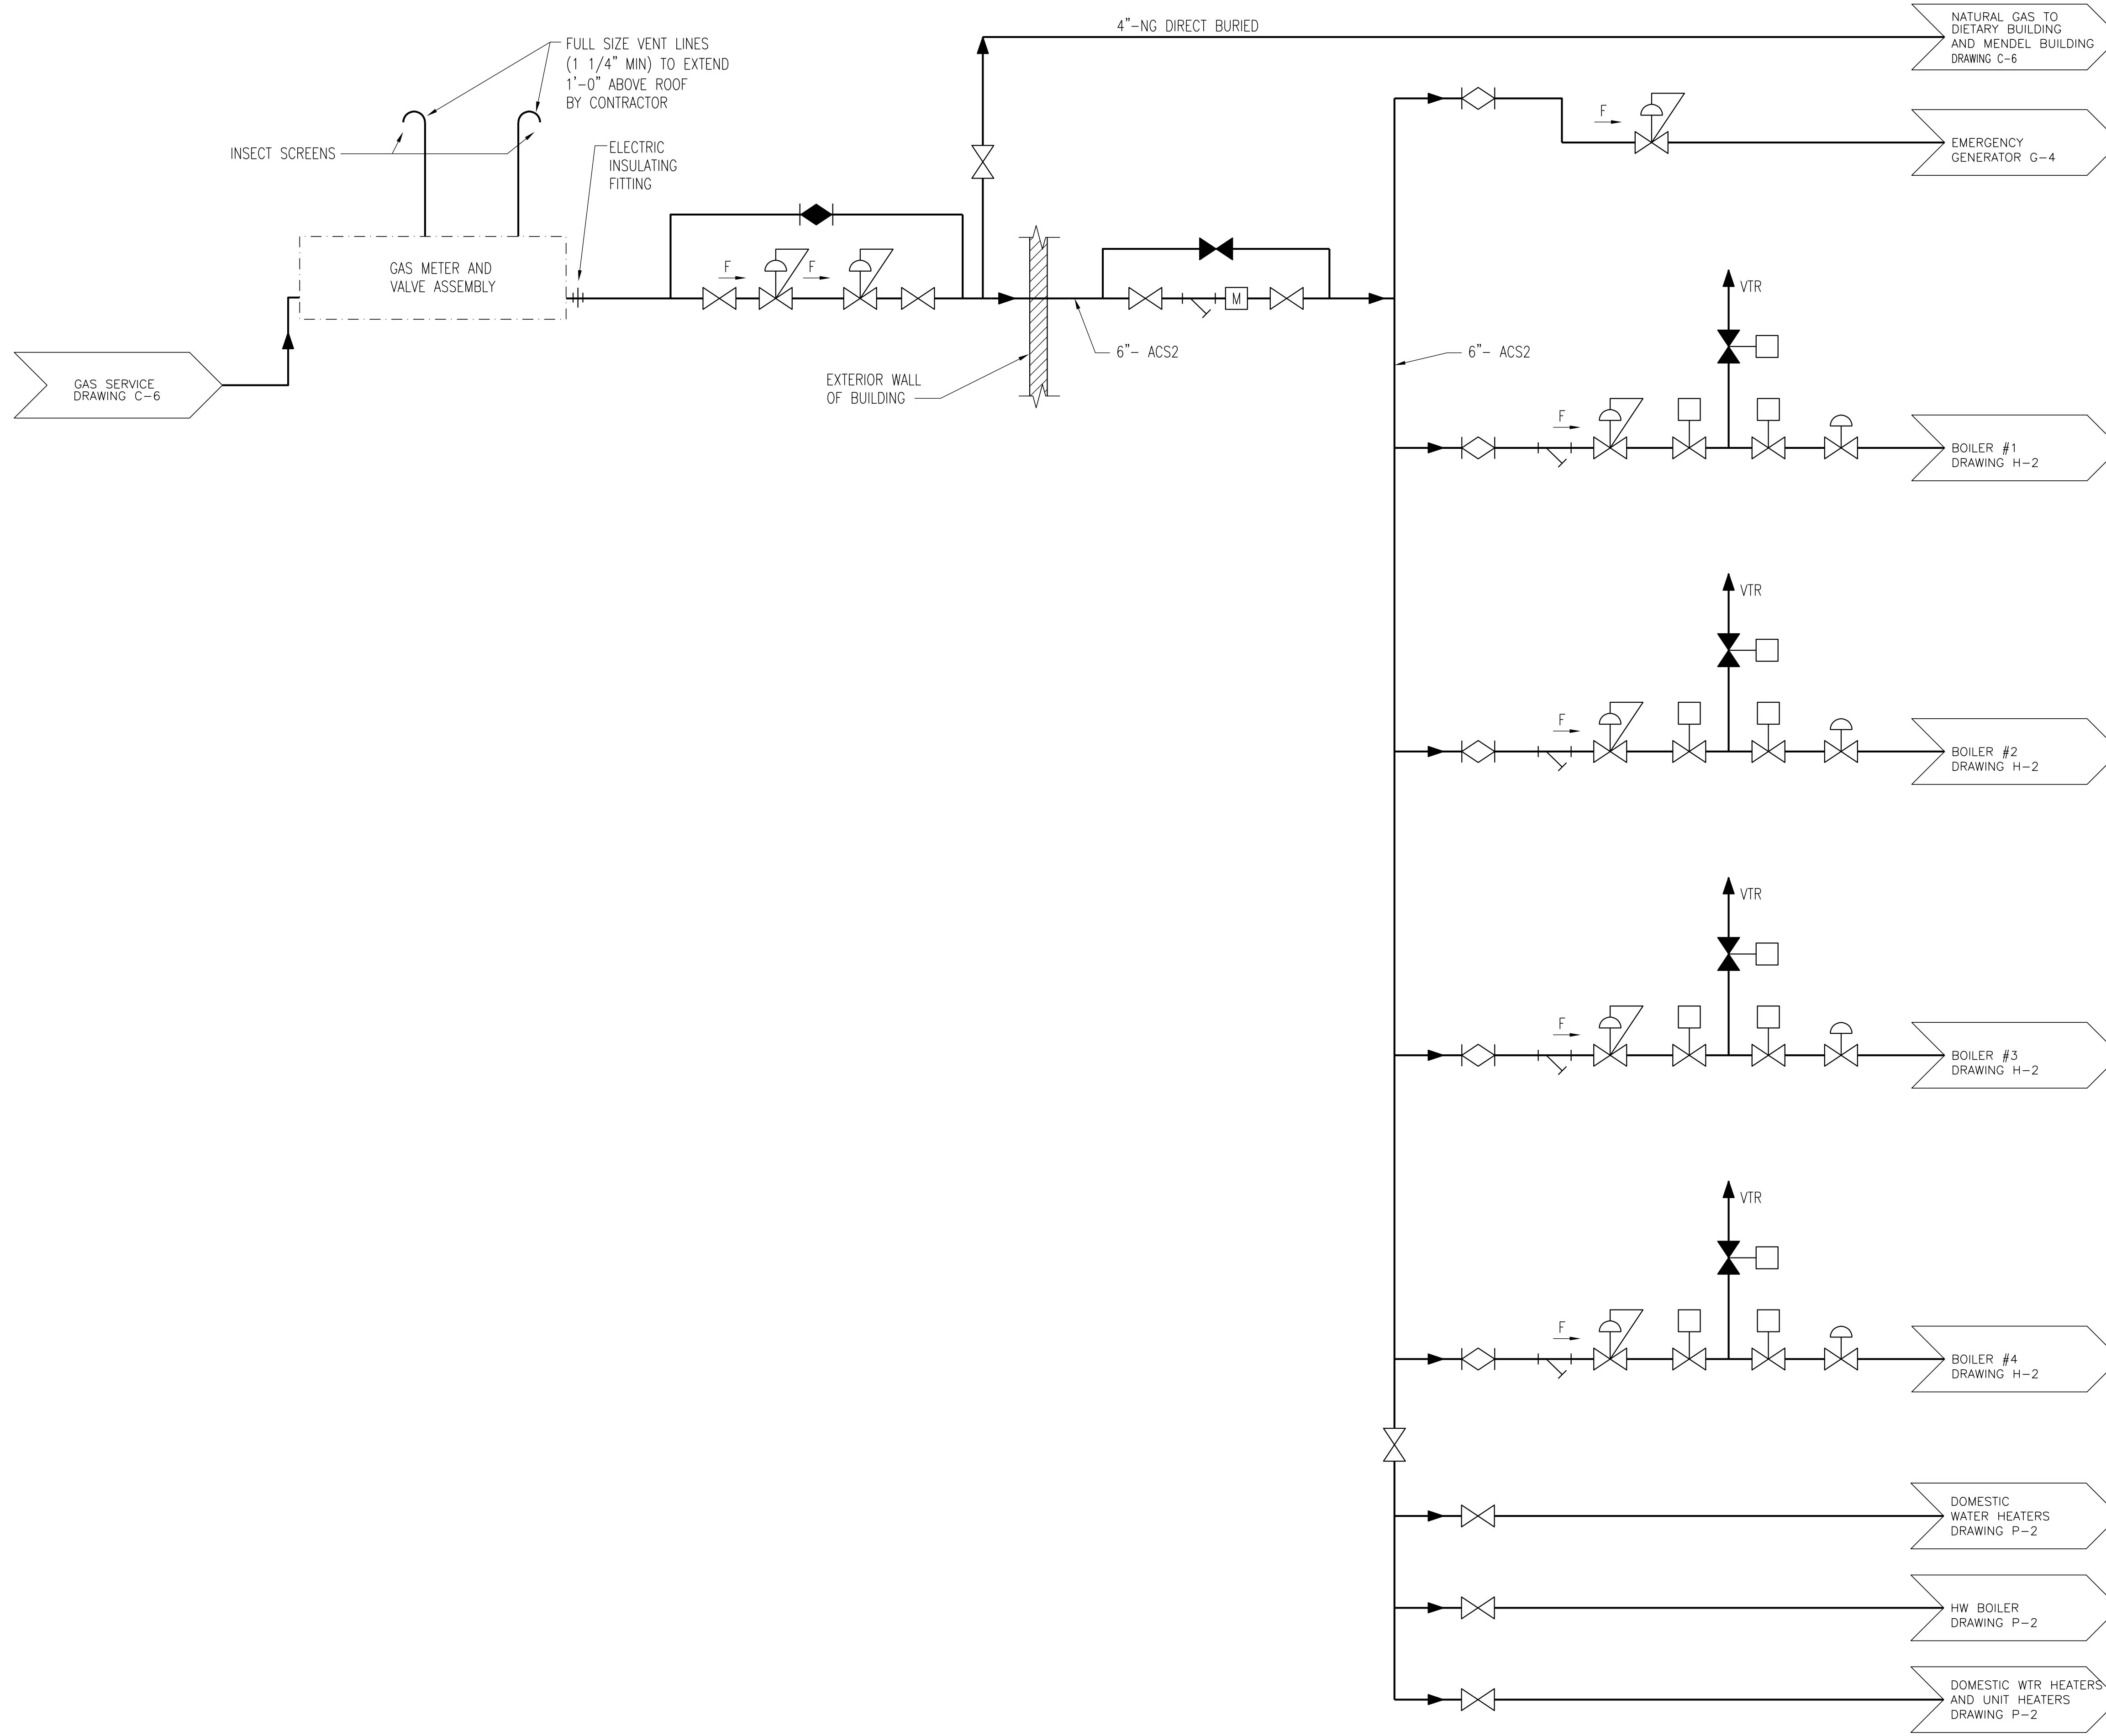 4"-NG DIRECT BURIED
NATURAL GAS TO
DIETARY BUILDING
AND MENDEL BUILDING
DRAWING C-6
FULL SIZE VENT LINES
(1 1/4" MIN) TO EXTEND
1'-0" ABOVE ROOF
BY CONTRACTOR
INSECT SCREENS
ELECTRIC
INSULATING
FITTING
F
EMERGENCY
GENERATOR G-4
GAS METER AND
VALVE ASSEMBLY
F
F
M
VTR
GAS SERVICE
DRAWING C-6
EXTERIOR WALL
OF BUILDING
6"- ACS2
6"- ACS2
F
BOILER #1
DRAWING H-2
VTR
F
BOILER #2
DRAWING H-2
VTR
F
BOILER #3
DRAWING H-2
VTR
F
BOILER #4
DRAWING H-2
DOMESTIC
WATER HEATERS
DRAWING P-2
HW BOILER
DRAWING P-2
DOMESTIC WTR HEATERS
AND UNIT HEATERS
DRAWING P-2